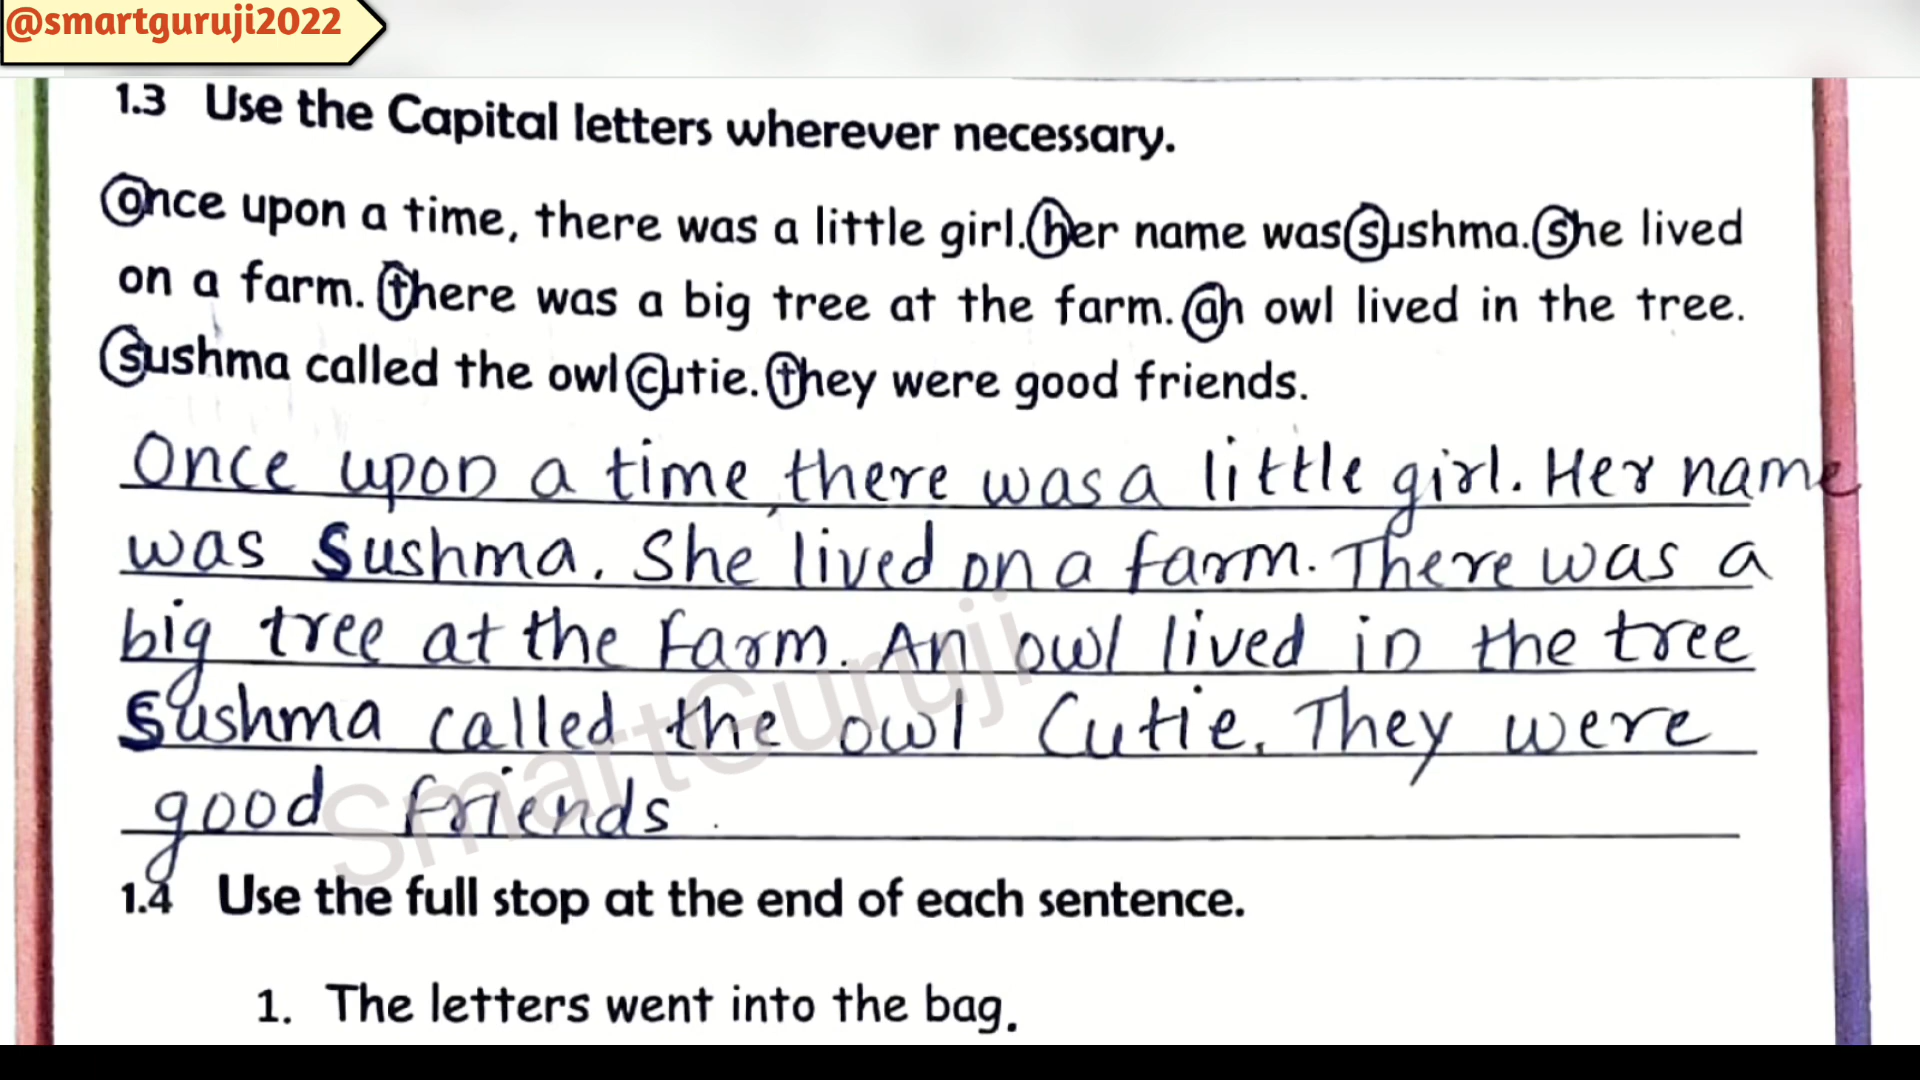 @smartguruji2022
1.3 Use the Capital letters wherever necessary.
once upon a time, there was a little girl. her name was sushma. she lived
on a farm. there was a big tree at the farm. an owl lived in the tree.
sushma called the owl cutie. they were good friends.
Once upon a time, there was a little girl. Her name
was Sushma. She lived on a farm. There was a
big tree at the farm. An owl lived in the tree
Sushma called the owl Cutie. They were
good friends.
SmartGuruji
1.4 Use the full stop at the end of each sentence.
1. The letters went into the bag.